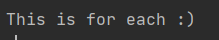 This is for each :)